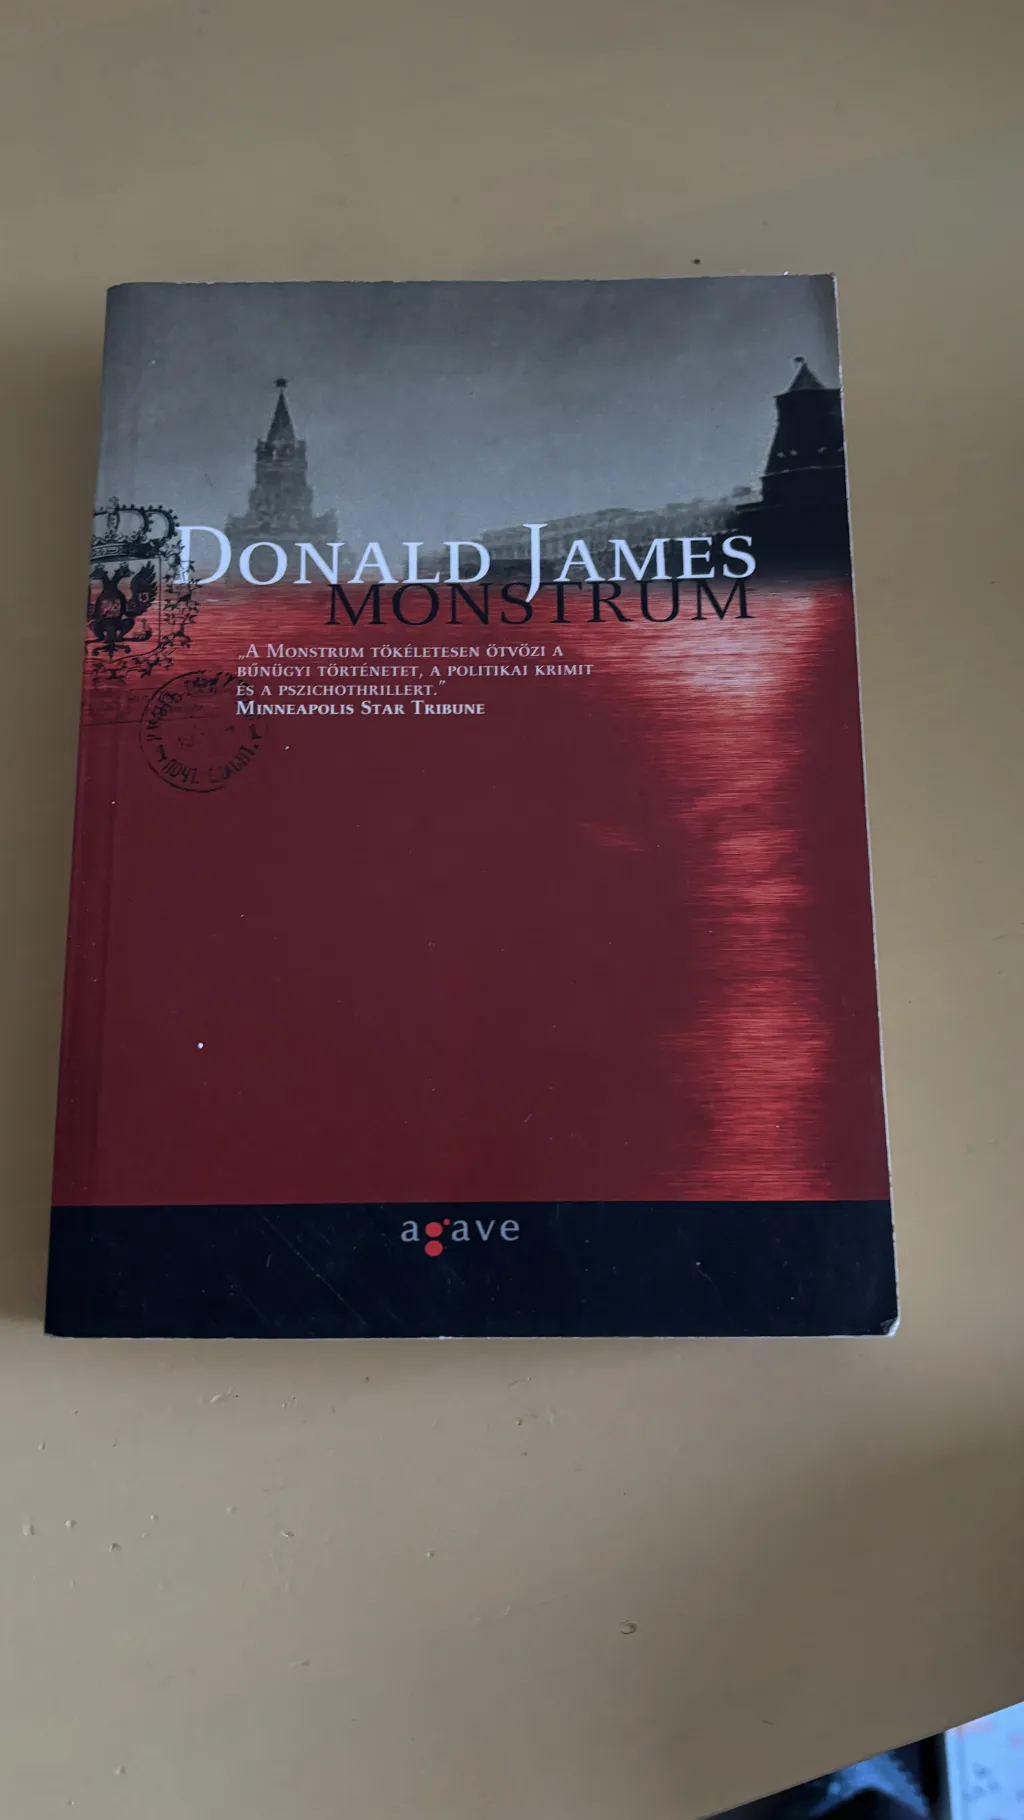 Donald James
Monstrum
„A Monstrum tökéletesen ötvözi a
bűnügyi történetet, a politikai krimit
és a pszichothrillert.”
Minneapolis Star Tribune
agave